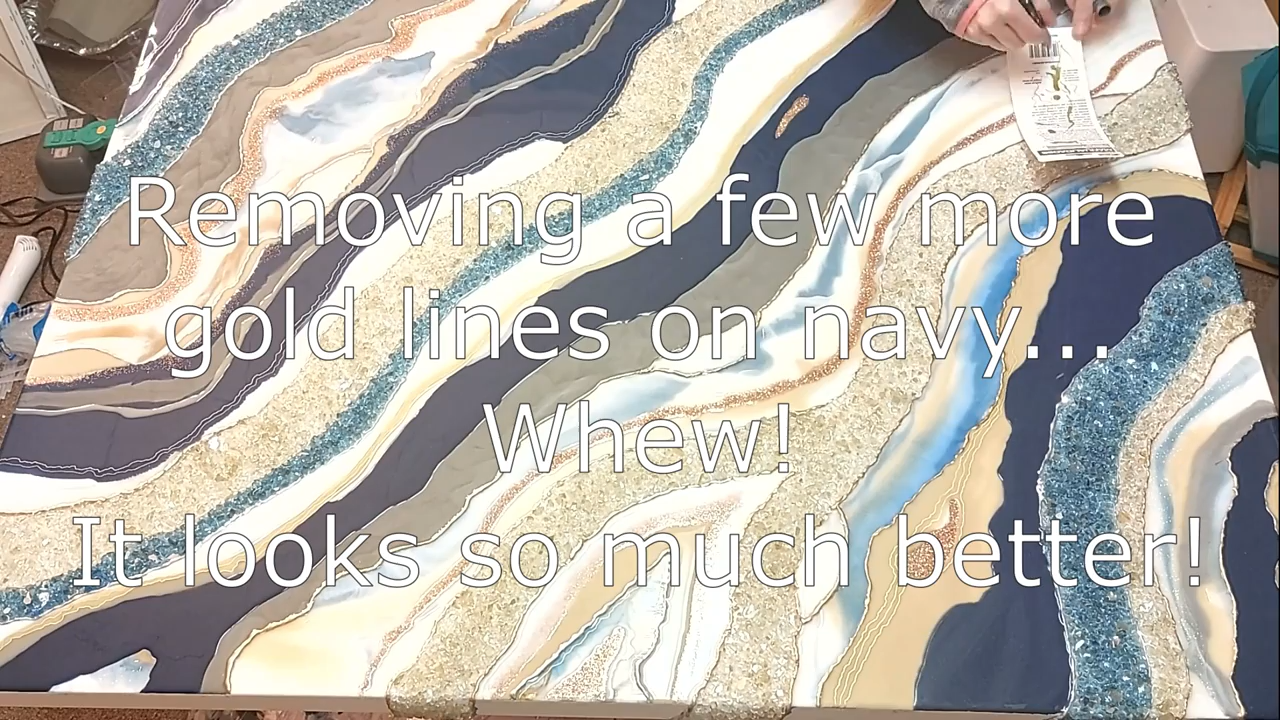 Removing a few more
gold lines on navy...
Whew!
It looks so much better!